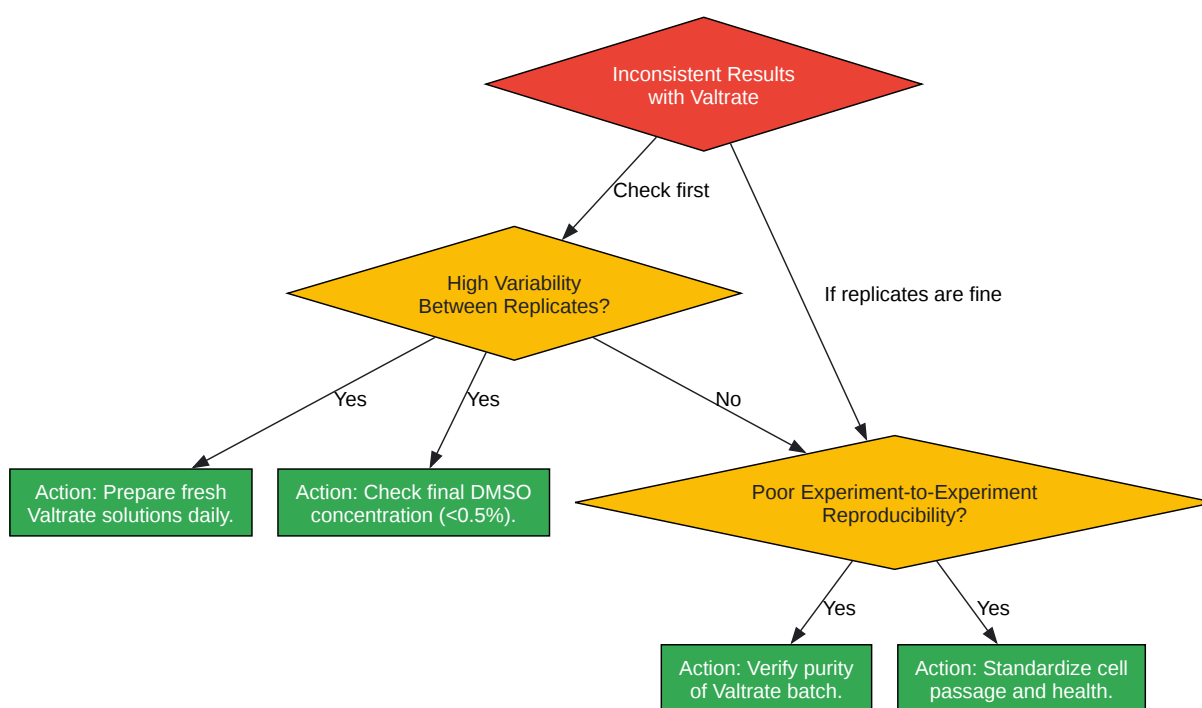 Inconsistent Results
with Valtrate
Check first
High Variability
Between Replicates?
If replicates are fine
Yes
Yes
No
Action: Prepare fresh
Valtrate solutions daily.
Action: Check final DMSO
concentration (<0.5%).
Poor Experiment-to-Experiment
Reproducibility?
Yes
Yes
Action: Verify purity
of Valtrate batch.
Action: Standardize cell
passage and health.